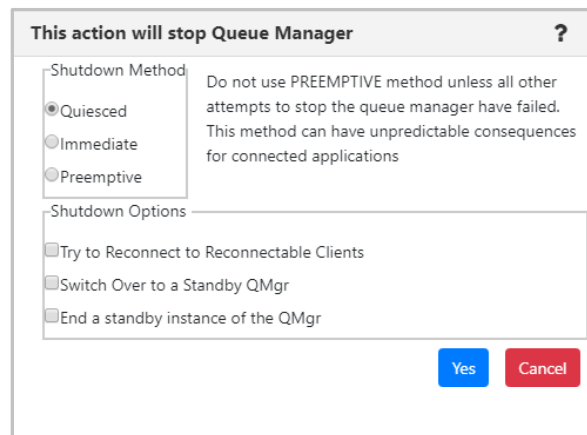 This action will stop Queue Manager ?
Shutdown Method
Quiesced
Immediate
Preemptive
Do not use PREEMPTIVE method unless all other
attempts to stop the queue manager have failed.
This method can have unpredictable consequences
for connected applications
Shutdown Options
Try to Reconnect to Reconnectable Clients
Switch Over to a Standby QMgr
End a standby instance of the QMgr
Yes Cancel